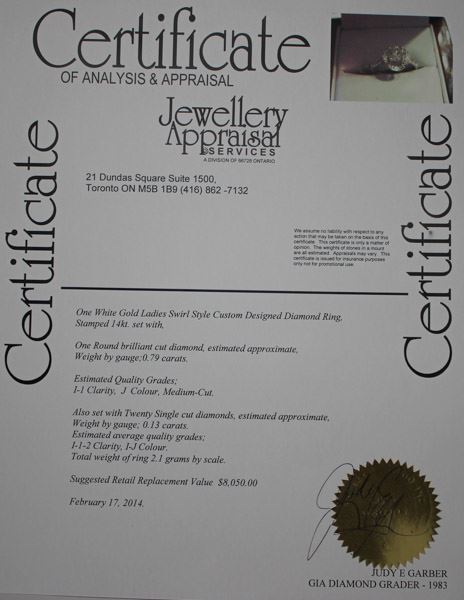 Certificate
OF ANALYSIS & APPRAISAL
Jewellery
Appraisal
SERVICES
A DIVISION OF 66728 ONTARIO
21 Dundas Square Suite 1500,
Toronto ON M5B 1B9 (416) 862 -7132
Certificate
Certificate
We assume no liability with respect to any
action that may be taken on the basis of this
certificate. This certificate is only a matter of
opinion. The weights of stones in a mount
are all estimated. Appraisals may vary. This
certificate is issued for insurance purposes
only not for promotional use.
One White Gold Ladies Swirl Style Custom Designed Diamond Ring,
Stamped 14kt. set with,
One Round brilliant cut diamond, estimated approximate,
Weight by gauge;0.79 carats.
Estimated Quality Grades;
I-1 Clarity, J Colour, Medium-Cut.
Also set with Twenty Single cut diamonds, estimated approximate,
Weight by gauge; 0.13 carats.
Estimated average quality grades;
I-1-2 Clarity, I-J Colour.
Total weight of ring 2.1 grams by scale.
Suggested Retail Replacement Value $8,050.00
February 17, 2014.
JUDY E GARBER
GIA DIAMOND GRADER - 1983